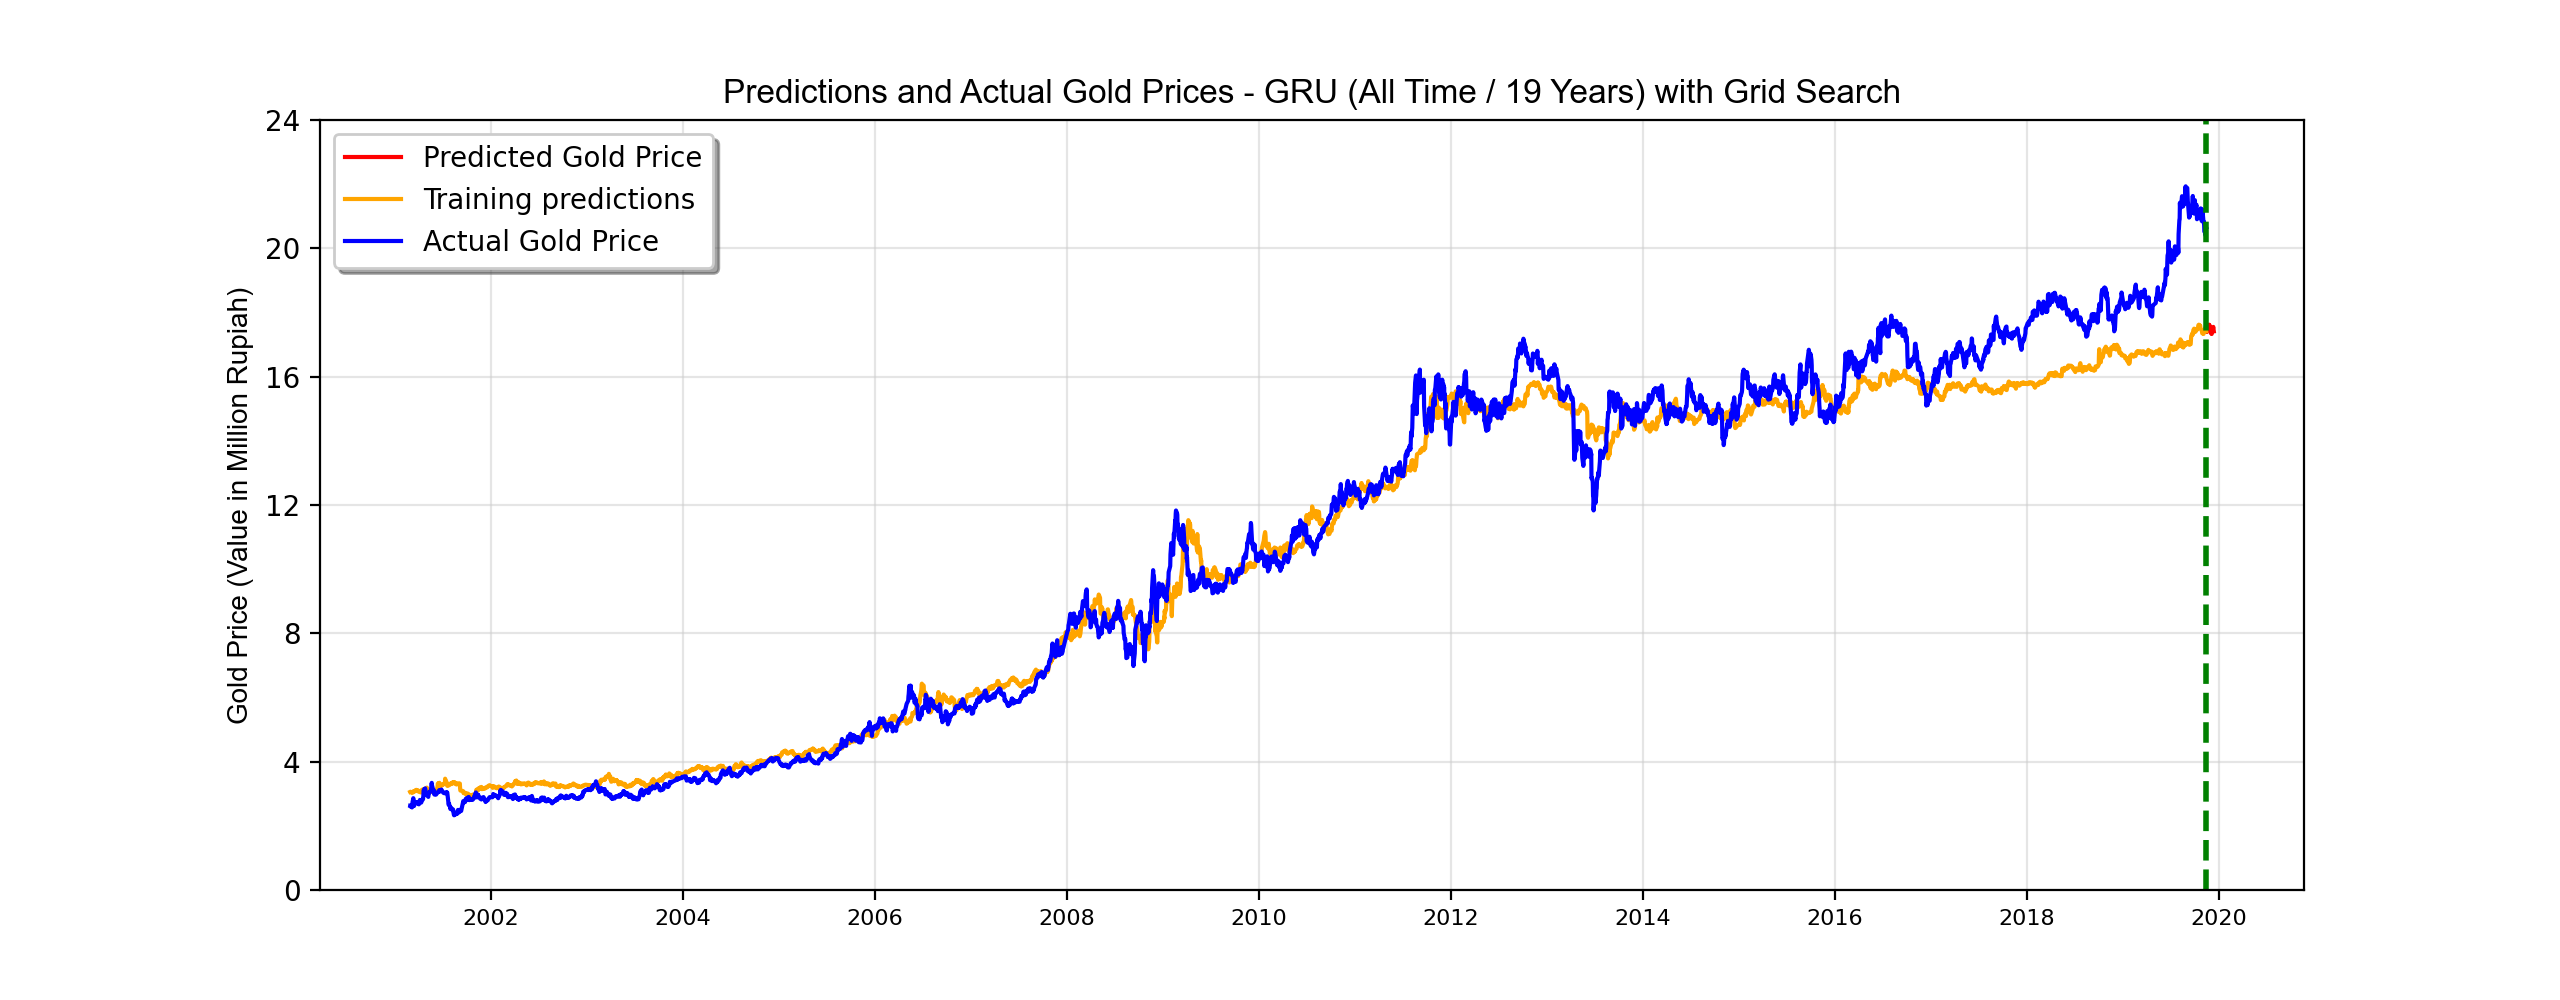 Predictions and Actual Gold Prices - GRU (All Time / 19 Years) with Grid Search
24
20
16
12
8
4
0
Gold Price (Value in Million Rupiah)
Predicted Gold Price
Training predictions
Actual Gold Price
2002 2004 2006 2008 2010 2012 2014 2016 2018 2020